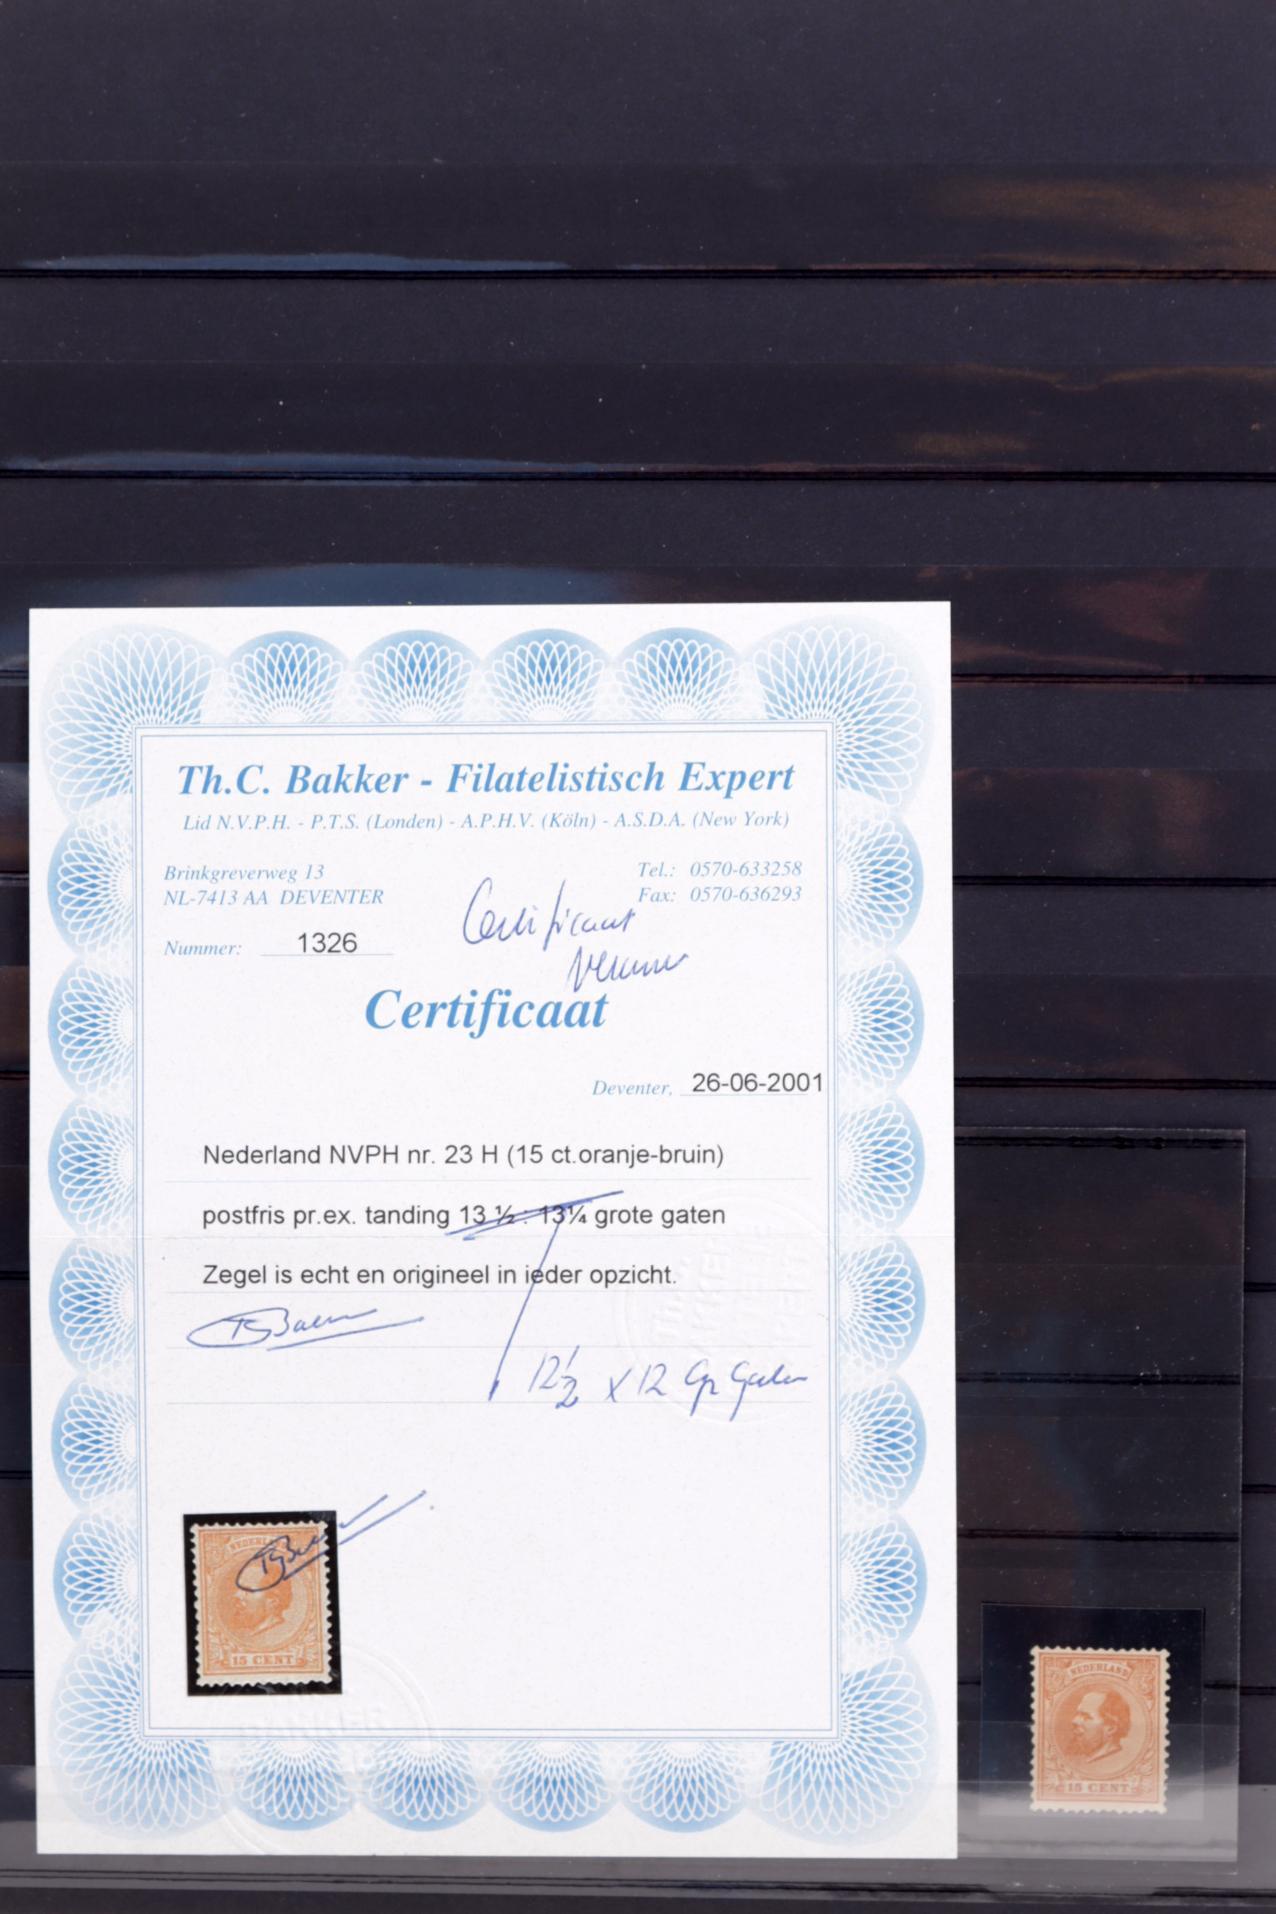 Th.C. Bakker - Filatelistisch Expert
Lid N.V.P.H. - P.T.S. (Londen) - A.P.H.V. (Köln) - A.S.D.A. (New York)
Brinkgreverweg 13
NL-7413 AA DEVENTER
Tel.: 0570-633258
Fax: 0570-636293
Nummer: 1326
Certificaat
Certificaat
Deventer, 26-06-2001
Nederland NVPH nr. 23 H (15 ct.oranje-bruin)
postfris pr.ex. tanding 13 ½ : 13¼ grote gaten
Zegel is echt en origineel in ieder opzicht.
12½ x 12 Gr Gaten
NEDERLAND
15 CENT
BAKKER
NEDERLAND
15 CENT